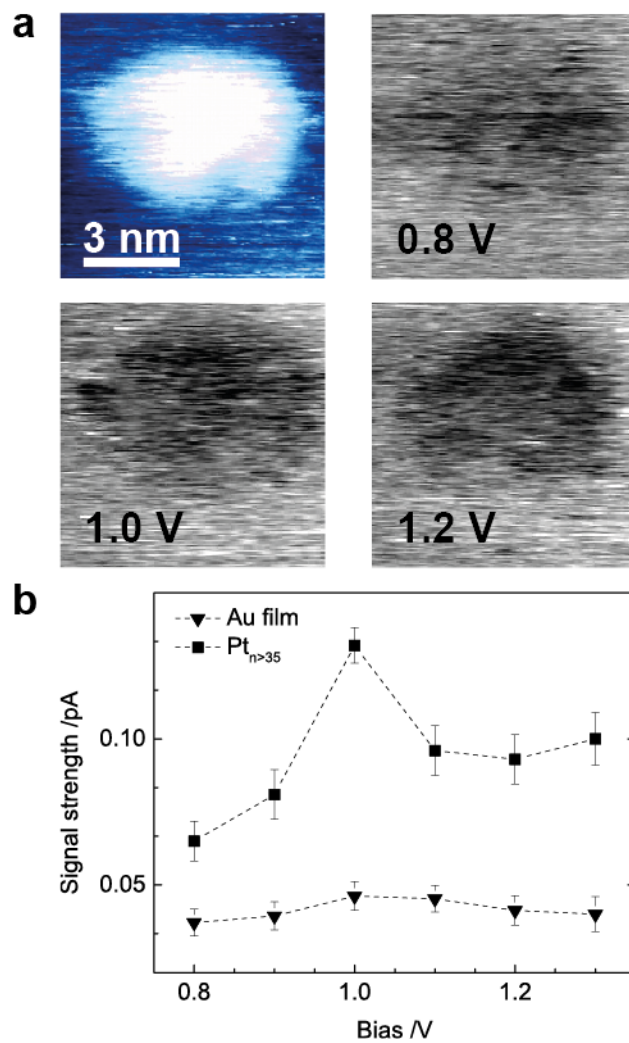 a
3 nm
0.8 V
1.0 V
1.2 V
b
Au film
Pt_{n>35}
Signal strength /pA
0.10
0.05
0.8
1.0
1.2
Bias /V